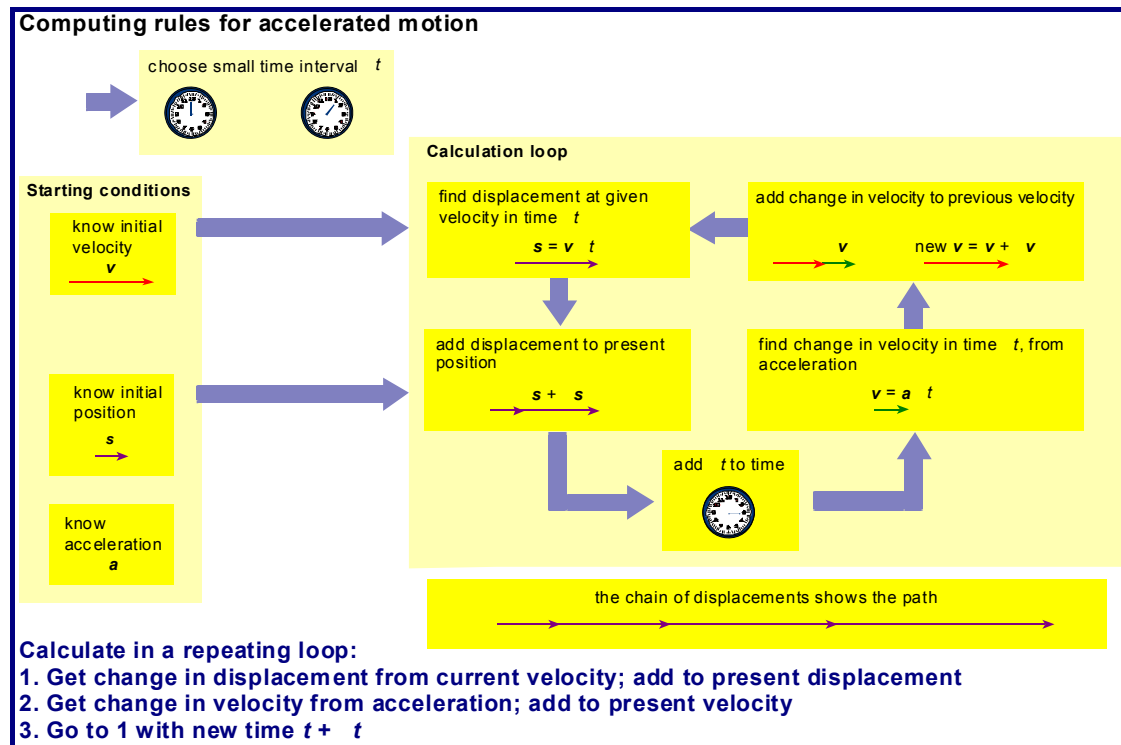 Computing rules for accelerated motion
choose small time interval t
Starting conditions
know initial
velocity
v
know initial
position
s
know
acceleration
a
Calculation loop
find displacement at given
velocity in time t
s = v t
add displacement to present
position
s + s
add t to time
find change in velocity in time t, from
acceleration
v = a t
add change in velocity to previous velocity
v new v = v + v
the chain of displacements shows the path
Calculate in a repeating loop:
1. Get change in displacement from current velocity; add to present displacement
2. Get change in velocity from acceleration; add to present velocity
3. Go to 1 with new time t + t